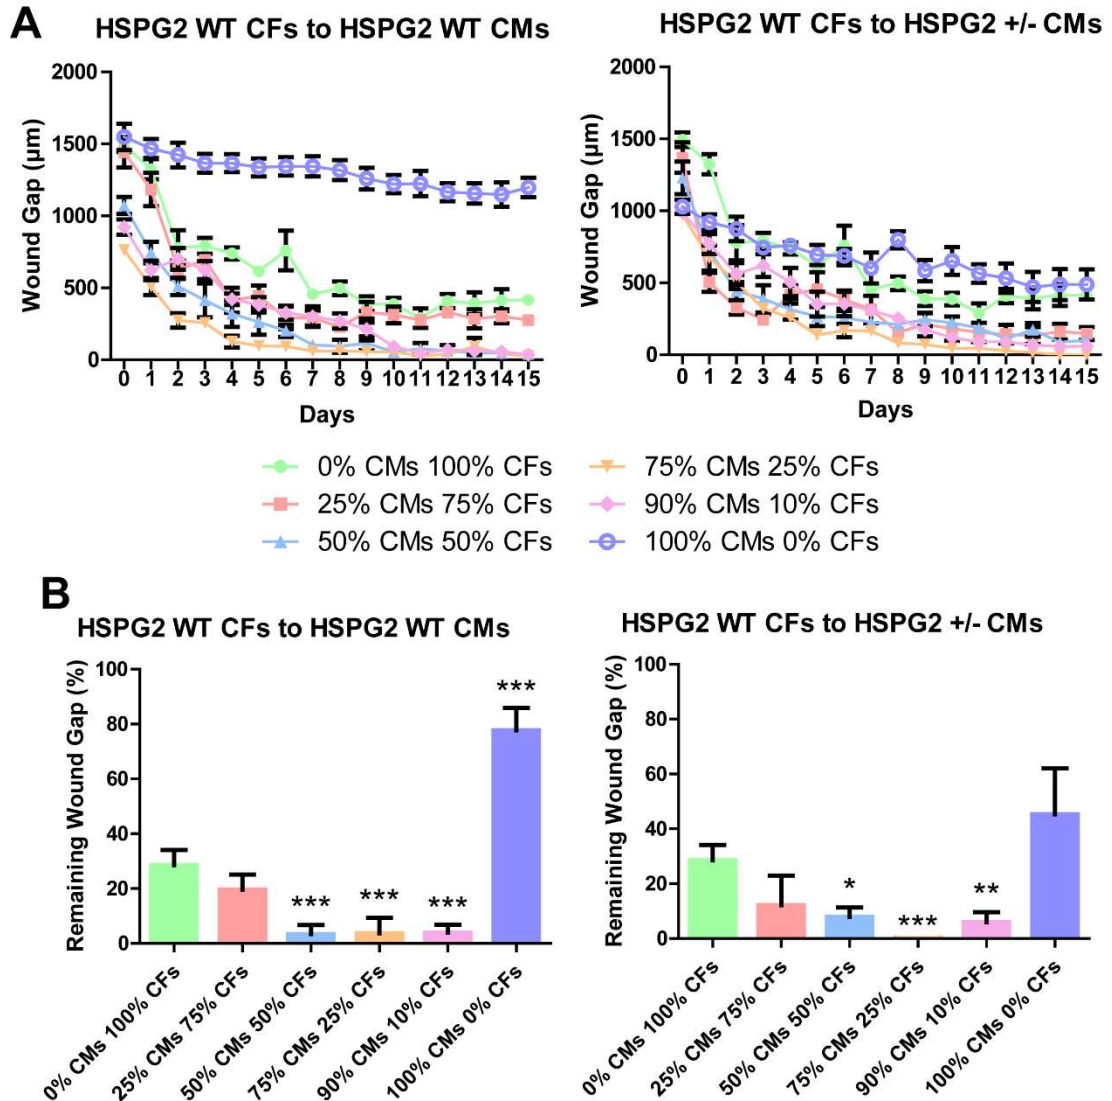 A
HSPG2 WT CFs to HSPG2 WT CMs
HSPG2 WT CFs to HSPG2 +/- CMs
Wound Gap (µm)
2000
1500
1000
500
0
0 1 2 3 4 5 6 7 8 9 10 11 12 13 14 15
Days
Wound Gap (µm)
2000
1500
1000
500
0
0 1 2 3 4 5 6 7 8 9 10 11 12 13 14 15
Days
0% CMs 100% CFs
75% CMs 25% CFs
25% CMs 75% CFs
90% CMs 10% CFs
50% CMs 50% CFs
100% CMs 0% CFs
B
HSPG2 WT CFs to HSPG2 WT CMs
HSPG2 WT CFs to HSPG2 +/- CMs
Remaining Wound Gap (%)
100
80
60
40
20
0
*** *** *** ***
0% CMs 100% CFs
25% CMs 75% CFs
50% CMs 50% CFs
75% CMs 25% CFs
90% CMs 10% CFs
100% CMs 0% CFs
Remaining Wound Gap (%)
100
80
60
40
20
0
* *** **
0% CMs 100% CFs
25% CMs 75% CFs
50% CMs 50% CFs
75% CMs 25% CFs
90% CMs 10% CFs
100% CMs 0% CFs